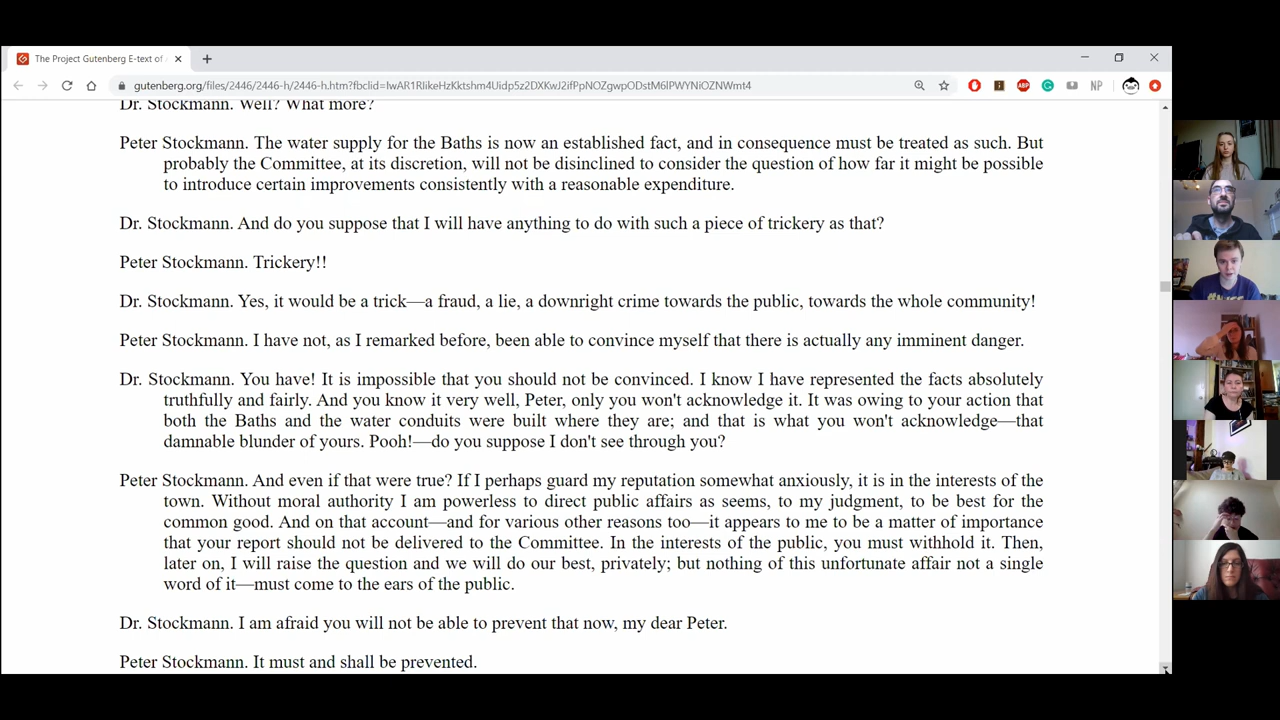 The Project Gutenberg E-text of
gutenberg.org/files/2446/2446-h/2446-h.htm?fbclid=IwAR1RIikeHzKktshm4Uidp5z2DXKwJ2ifPpNOZgwpODstM6lPWYNiOZNWmt4
ABP
NP
Dr. Stockmann. Well? What more?
Peter Stockmann. The water supply for the Baths is now an established fact, and in consequence must be treated as such. But
probably the Committee, at its discretion, will not be disinclined to consider the question of how far it might be possible
to introduce certain improvements consistently with a reasonable expenditure.
Dr. Stockmann. And do you suppose that I will have anything to do with such a piece of trickery as that?
Peter Stockmann. Trickery!!
Dr. Stockmann. Yes, it would be a trick—a fraud, a lie, a downright crime towards the public, towards the whole community!
Peter Stockmann. I have not, as I remarked before, been able to convince myself that there is actually any imminent danger.
Dr. Stockmann. You have! It is impossible that you should not be convinced. I know I have represented the facts absolutely
truthfully and fairly. And you know it very well, Peter, only you won't acknowledge it. It was owing to your action that
both the Baths and the water conduits were built where they are; and that is what you won't acknowledge—that
damnable blunder of yours. Pooh!—do you suppose I don't see through you?
Peter Stockmann. And even if that were true? If I perhaps guard my reputation somewhat anxiously, it is in the interests of the
town. Without moral authority I am powerless to direct public affairs as seems, to my judgment, to be best for the
common good. And on that account—and for various other reasons too—it appears to me to be a matter of importance
that your report should not be delivered to the Committee. In the interests of the public, you must withhold it. Then,
later on, I will raise the question and we will do our best, privately; but nothing of this unfortunate affair not a single
word of it—must come to the ears of the public.
Dr. Stockmann. I am afraid you will not be able to prevent that now, my dear Peter.
Peter Stockmann. It must and shall be prevented.